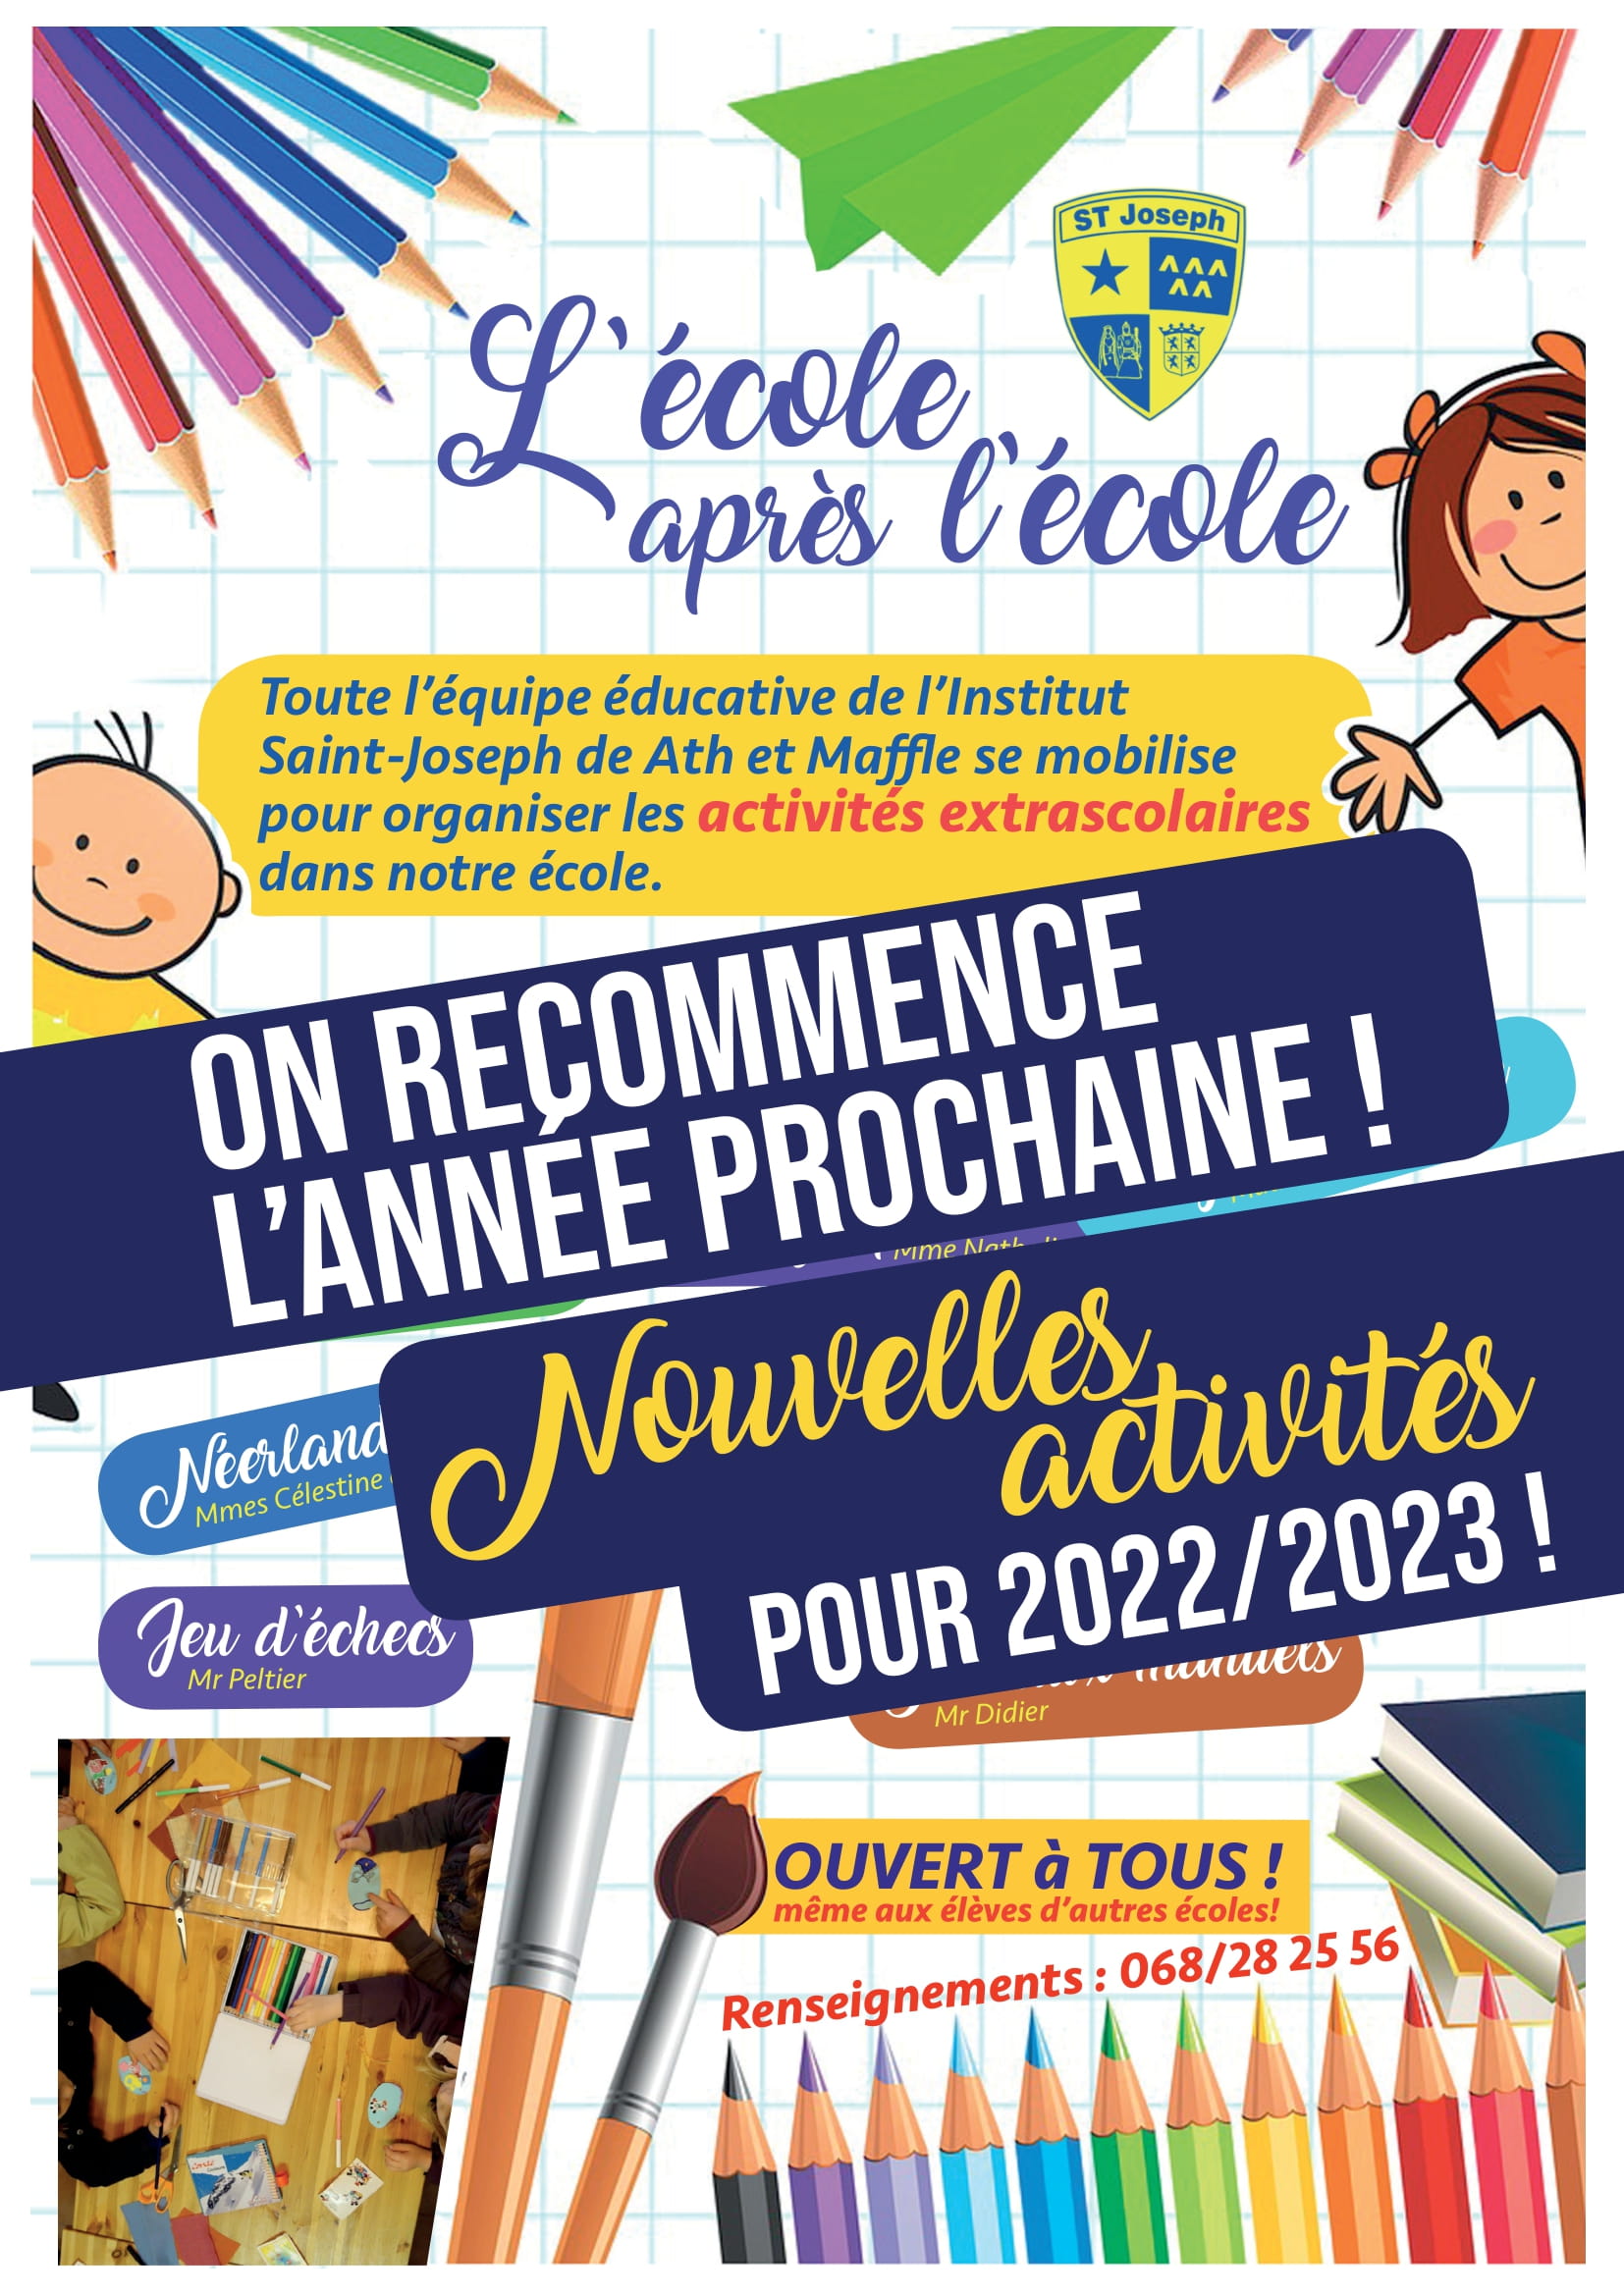 ST Joseph
L'école
après l'école
Toute l'équipe éducative de l'Institut
Saint-Joseph de Ath et Maffle se mobilise
pour organiser les activités extrascolaires
dans notre école.
ON REÇOMMENCE
L'ANNÉE PROCHAINE !
Mme
Nouvelles
activités
POUR 2022/2023 !
Mmes Célestine
Jeu d'échecs
Mr Peltier
Mr Didier
OUVERT à TOUS !
même aux élèves d'autres écoles!
Renseignements : 068/28 25 56